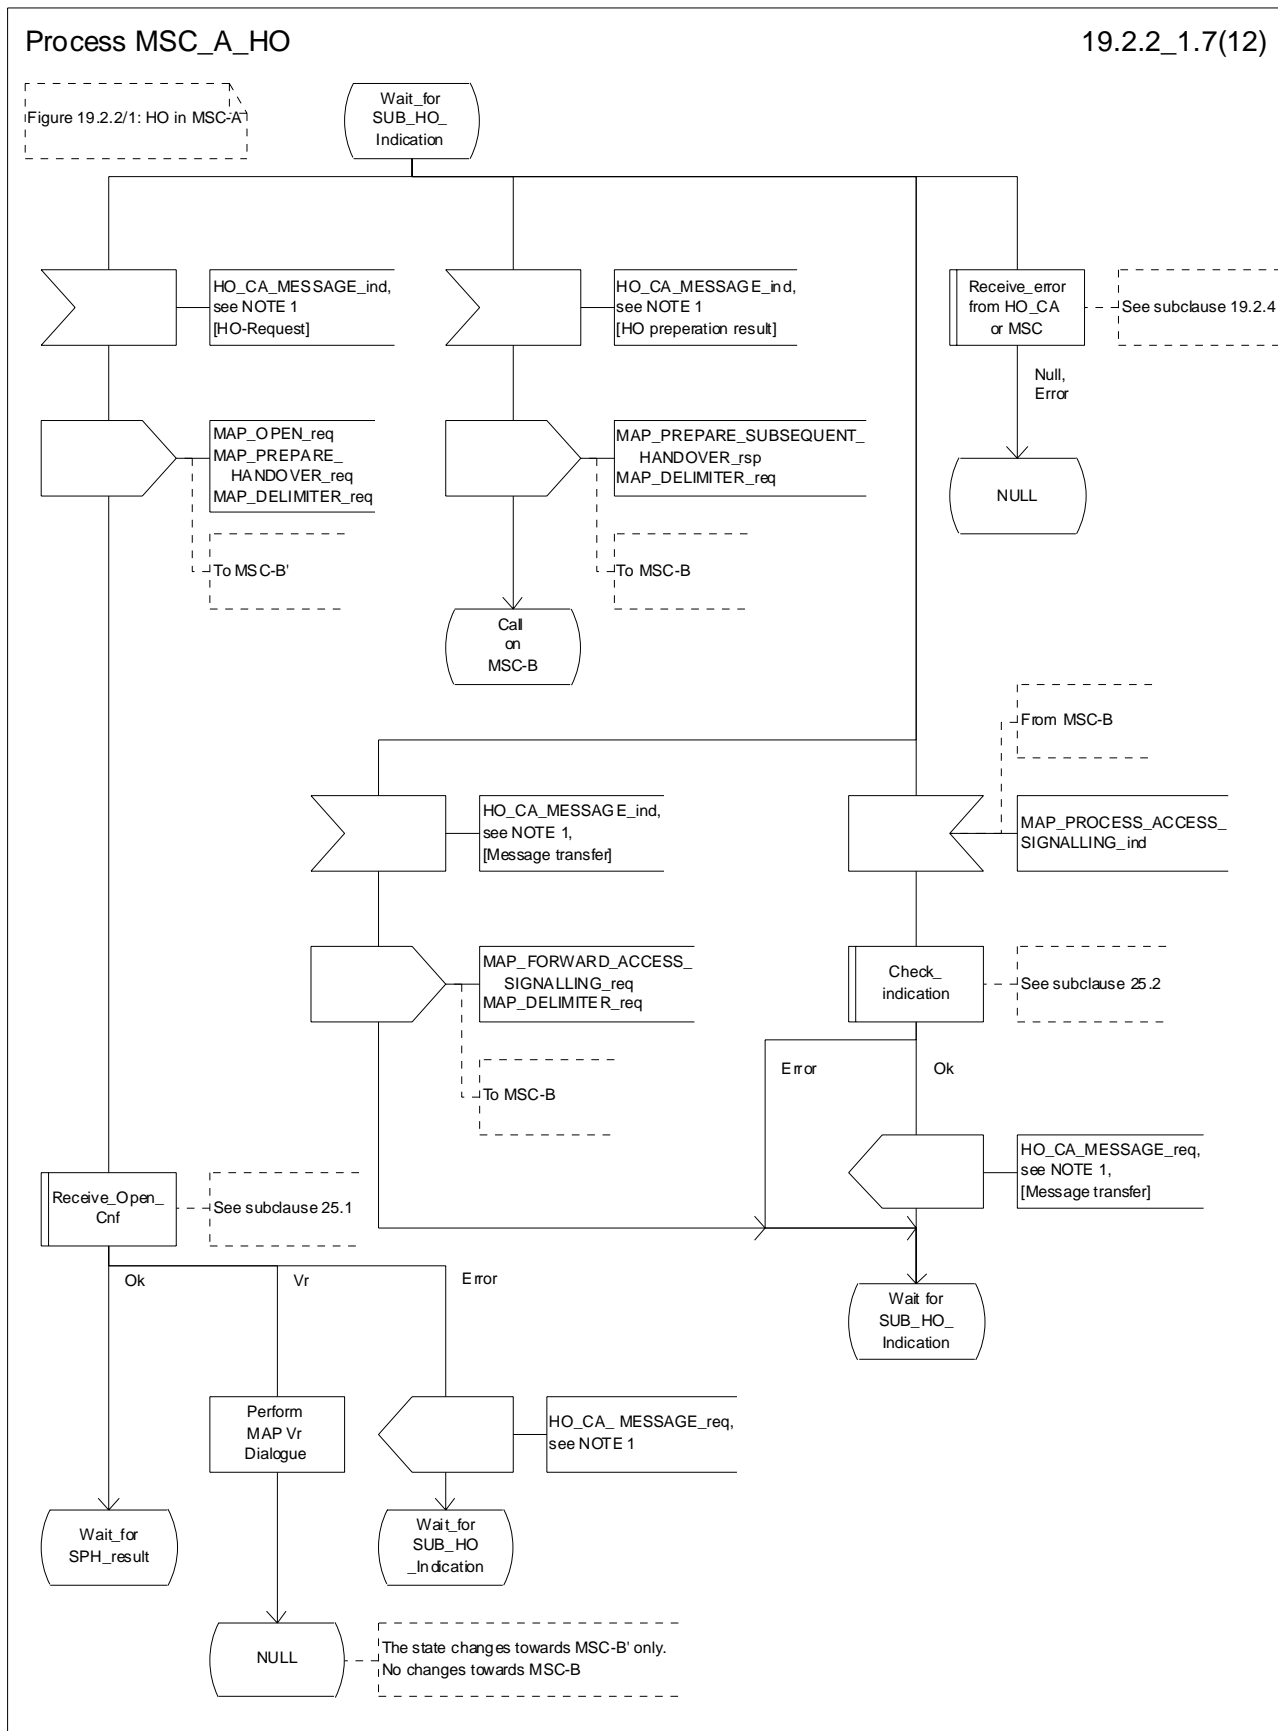 Process MSC_A_HO
19.2.2_1.7(12)
Figure 19.2.2/1: HO in MSC-A
Wait_for
SUB_HO_
Indication
HO_CA_MESSAGE_ind,
see NOTE 1
[HO-Request]
HO_CA_MESSAGE_ind,
see NOTE 1
[HO preperation result]
Receive_error
from HO_CA
or MSC
See subclause 19.2.4
Null,
Error
MAP_OPEN_req
MAP_PREPARE_
HANDOVER_req
MAP_DELIMITER_req
MAP_PREPARE_SUBSEQUENT_
HANDOVER_rsp
MAP_DELIMITER_req
NULL
To MSC-B'
To MSC-B
Call
on
MSC-B
From MSC-B
HO_CA_MESSAGE_ind,
see NOTE 1,
[Message transfer]
MAP_PROCESS_ACCESS_
SIGNALLING_ind
MAP_FORWARD_ACCESS_
SIGNALLING_req
MAP_DELIMITER_req
Check_
indication
See subclause 25.2
Error
Ok
To MSC-B
HO_CA_MESSAGE_req,
see NOTE 1,
[Message transfer]
Receive_Open_
Cnf
See subclause 25.1
Ok
Vr
Error
Wait for
SUB_HO_
Indication
Perform
MAP Vr
Dialogue
HO_CA_ MESSAGE_req,
see NOTE 1
Wait_for
SPH_result
Wait_for
SUB_HO
_Indication
NULL
The state changes towards MSC-B' only.
No changes towards MSC-B